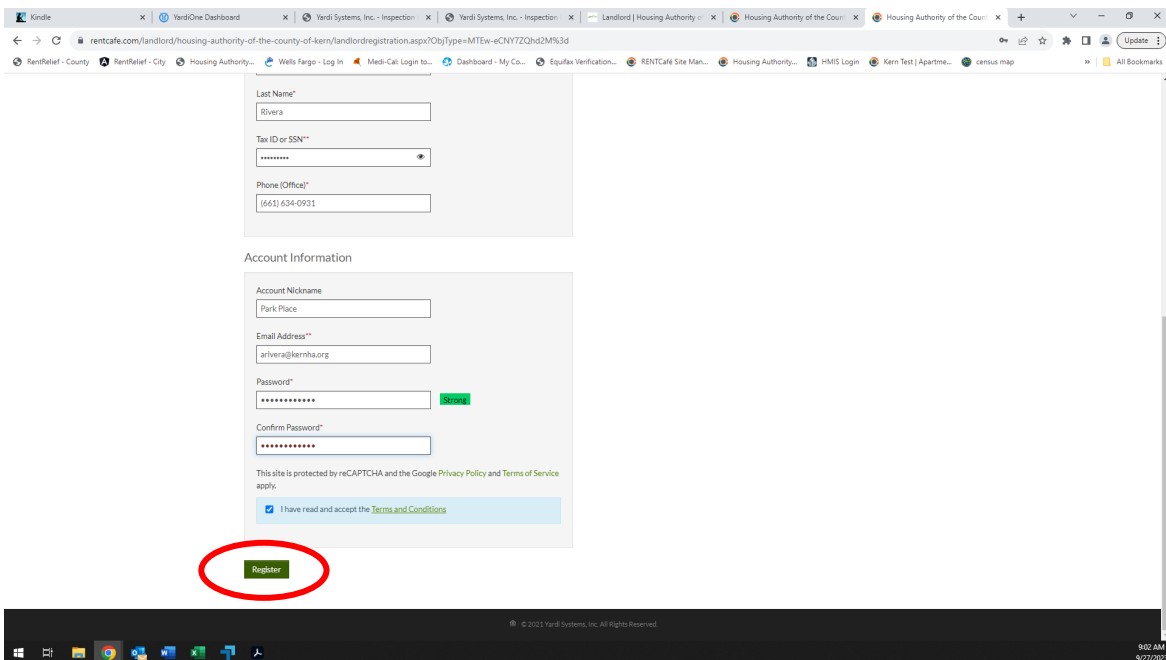 Kindle
YardiOne Dashboard
Yardi Systems, Inc. - Inspection
Yardi Systems, Inc. - Inspection
Landlord | Housing Authority o
Housing Authority of the Coun
Housing Authority of the Coun
rentcafe.com/landlord/housing-authority-of-the-county-of-kern/landlordregistration.aspx?ObjType=MTEw-eCNY7ZQhd2M%3d
Update
RentRelief - County
RentRelief - City
Housing Authority...
Wells Fargo - Log In
Medi-Cal: Login to...
Dashboard - My Co...
Equifax Verification...
RENTCafé Site Man...
Housing Authority...
HMIS Login
Kern Test | Apartme...
census map
»
All Bookmarks
Last Name*
Rivera
Tax ID or SSN**
•••••••••
Phone (Office)*
(661) 634-0931
Account Information
Account Nickname
Park Place
Email Address**
arivera@kernha.org
Password*
••••••••••••
Strong
Confirm Password*
••••••••••••
This site is protected by reCAPTCHA and the Google Privacy Policy and Terms of Service
apply.
I have read and accept the Terms and Conditions
Register
© 2021 Yardi Systems, Inc. All Rights Reserved.
9:02 AM